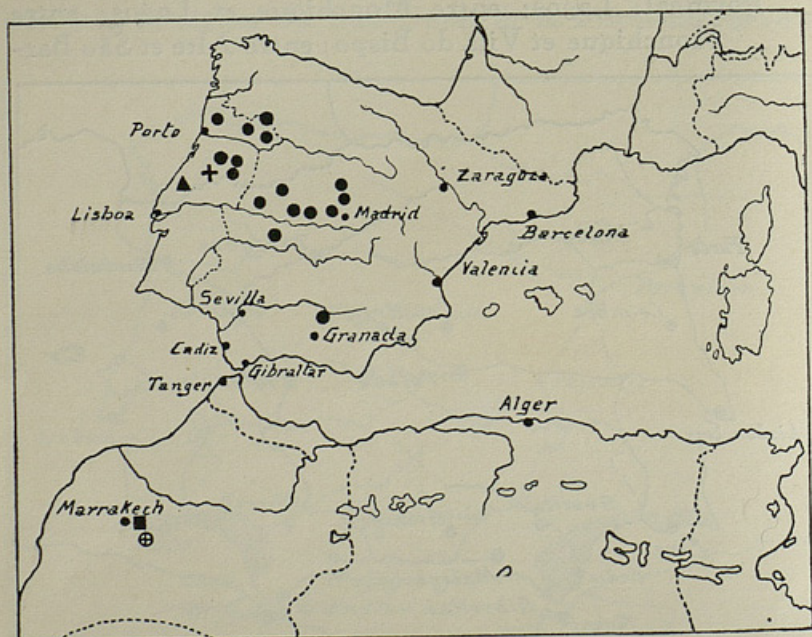 Porto
Zaragoza
Lisboa
Madrid
Barcelona
Valencia
Sevilla
Granada
Cadiz
Gibraltar
Tanger
Alger
Marrakech